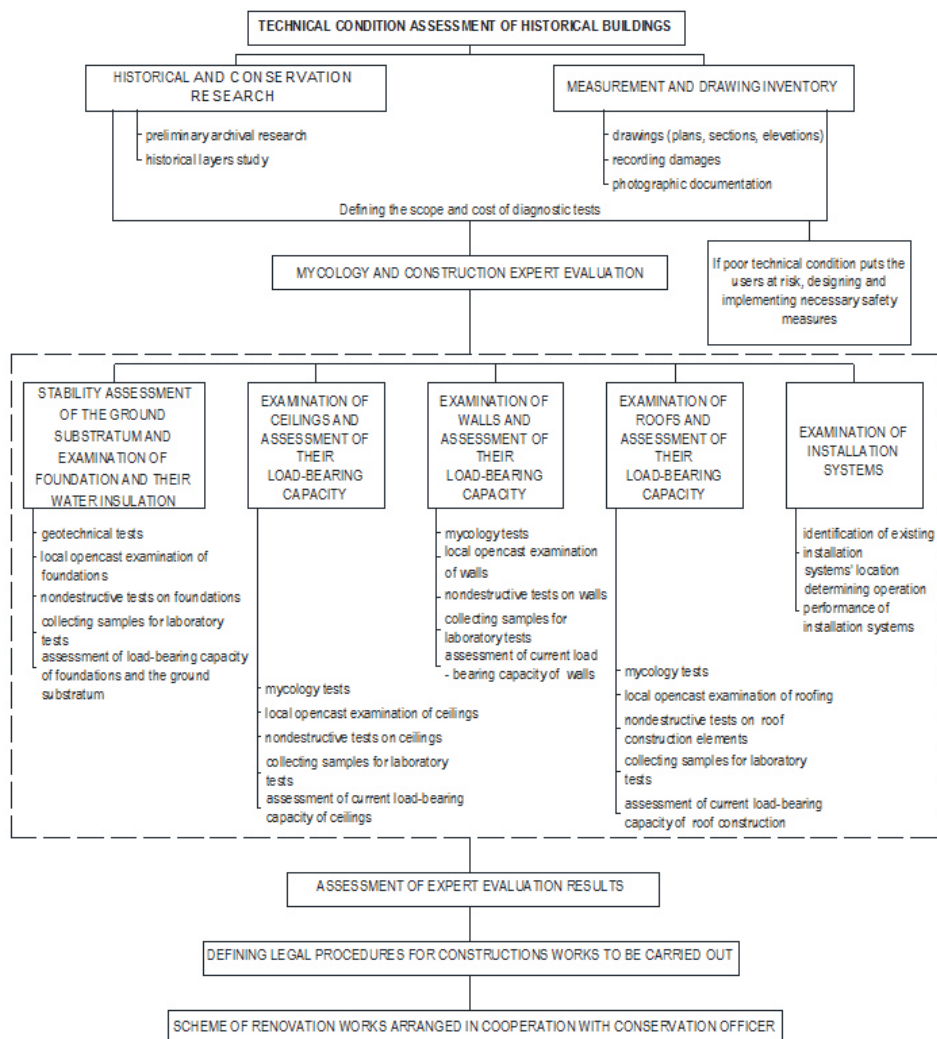 TECHNICAL CONDITION ASSESSMENT OF HISTORICAL BUILDINGS
HISTORICAL AND CONSERVATION
RESEARCH
preliminary archival research
historical layers study
MEASUREMENT AND DRAWING INVENTORY
drawings (plans, sections, elevations)
recording damages
photographic documentation
Defining the scope and cost of diagnostic tests
MYCOLOGY AND CONSTRUCTION EXPERT EVALUATION
If poor technical condition puts the
users at risk, designing and
implementing necessary safety
measures
STABILITY ASSESSMENT
OF THE GROUND
SUBSTRATUM AND
EXAMINATION OF
FOUNDATION AND THEIR
WATER INSULATION
geotechnical tests
local opencast examination of
foundations
nondestructive tests on foundations
collecting samples for laboratory
tests
assessment of load-bearing capacity
of foundations and the ground
substratum
EXAMINATION OF
CEILINGS AND
ASSESSMENT OF
THEIR
LOAD-BEARING
CAPACITY
mycology tests
local opencast examination of ceilings
nondestructive tests on ceilings
collecting samples for laboratory
tests
assessment of current load-bearing
capacity of ceilings
EXAMINATION OF
WALLS AND
ASSESSMENT OF
THEIR
LOAD-BEARING
CAPACITY
mycology tests
local opencast examination
of walls
nondestructive tests on walls
collecting samples for
laboratory tests
assessment of current load
- bearing capacity of walls
EXAMINATION OF
ROOFS AND
ASSESSMENT OF
THEIR
LOAD-BEARING
CAPACITY
mycology tests
local opencast examination of roofing
nondestructive tests on roof
construction elements
collecting samples for laboratory
tests
assessment of current load-bearing
capacity of roof construction
EXAMINATION OF
INSTALLATION
SYSTEMS
identification of existing
installation
systems' location
determining operation
performance of
installation systems
ASSESSMENT OF EXPERT EVALUATION RESULTS
DEFINING LEGAL PROCEDURES FOR CONSTRUCTIONS WORKS TO BE CARRIED OUT
SCHEME OF RENOVATION WORKS ARRANGED IN COOPERATION WITH CONSERVATION OFFICER